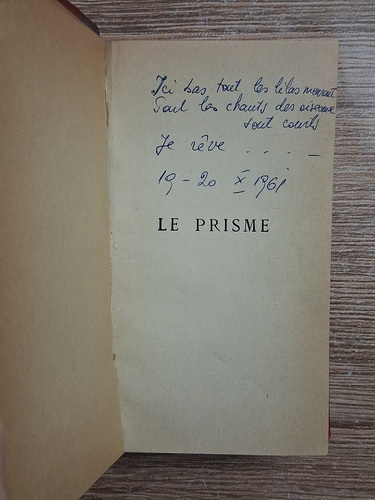 Ici bas tout les lilas meurent
Tout les chants des oiseaux
sont courts
Je rêve . . . . –
19 - 20 X 1961
LE PRISME